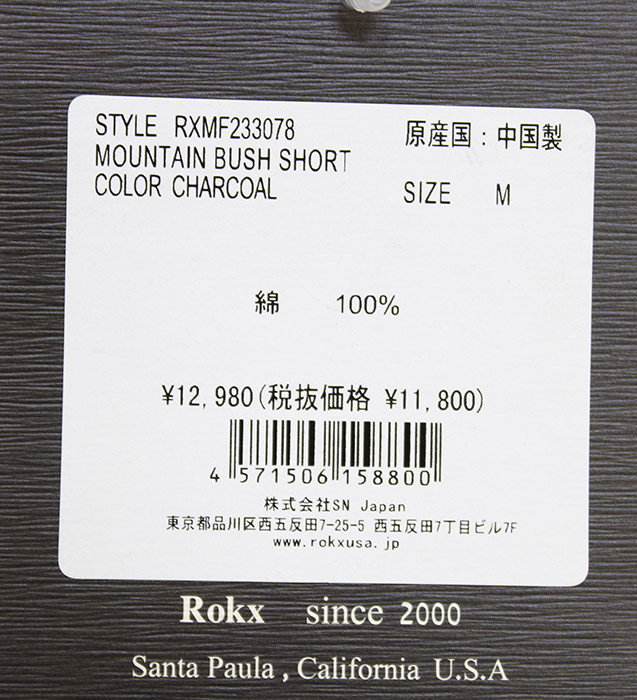 STYLE RXMF233078 原産国：中国製
MOUNTAIN BUSH SHORT
COLOR CHARCOAL SIZE M
綿 100%
¥12,980(税抜価格 ¥11,800)
4 571506 158800
株式会社SN Japan
東京都品川区西五反田7-25-5 西五反田7丁目ビル7F
www.rokxusa.jp
Rokx since 2000
Santa Paula , California U.S.A